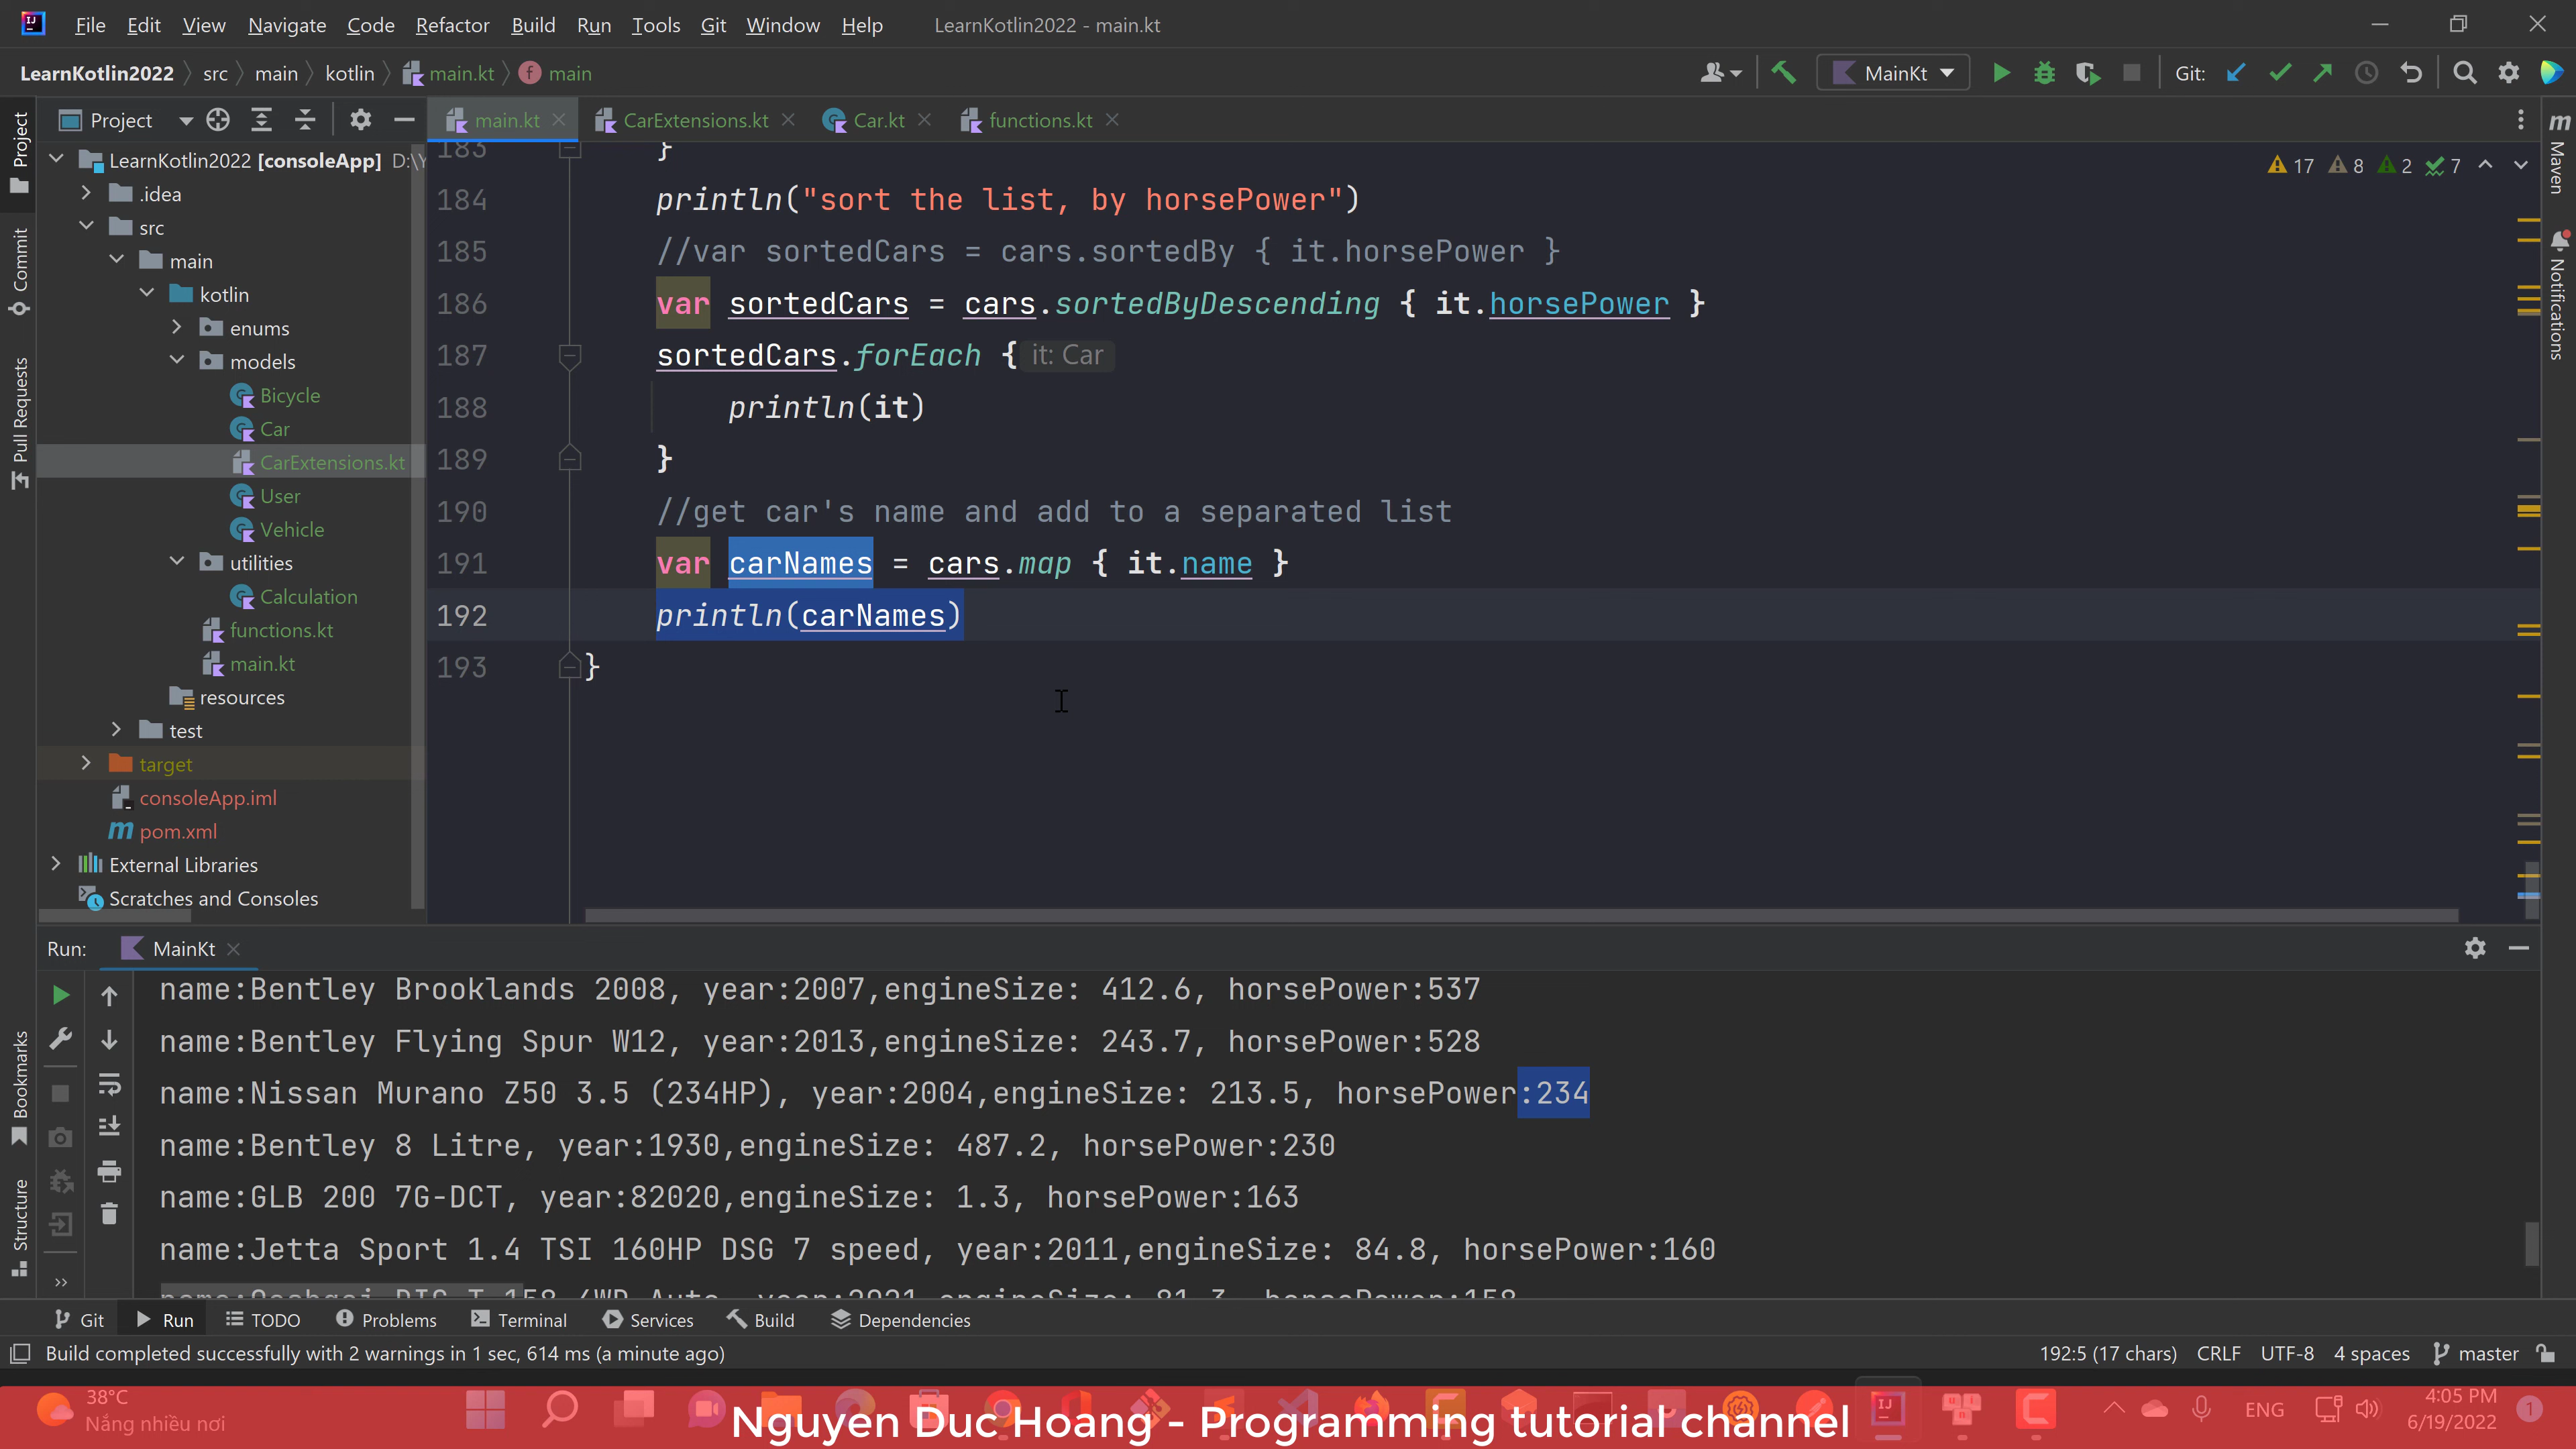 File Edit View Navigate Code Refactor Build Run Tools Git Window Help LearnKotlin2022 - main.kt
LearnKotlin2022 src main kotlin main.kt main MainKt Git:
Project main.kt CarExtensions.kt Car.kt functions.kt
LearnKotlin2022 [consoleApp] D:\Y
.idea
src
main
kotlin
enums
models
Bicycle
Car
CarExtensions.kt
User
Vehicle
utilities
Calculation
functions.kt
main.kt
resources
test
target
consoleApp.iml
pom.xml
External Libraries
Scratches and Consoles
Project
Commit
Pull Requests
Bookmarks
Structure
Maven
Notifications
17 8 2 7
183 }
184 println("sort the list, by horsePower")
185 //var sortedCars = cars.sortedBy { it.horsePower }
186 var sortedCars = cars.sortedByDescending { it.horsePower }
187 sortedCars.forEach { it: Car
188 println(it)
189 }
190 //get car's name and add to a separated list
191 var carNames = cars.map { it.name }
192 println(carNames)
193 }
Run: MainKt
name:Bentley Brooklands 2008, year:2007,engineSize: 412.6, horsePower:537
name:Bentley Flying Spur W12, year:2013,engineSize: 243.7, horsePower:528
name:Nissan Murano Z50 3.5 (234HP), year:2004,engineSize: 213.5, horsePower:234
name:Bentley 8 Litre, year:1930,engineSize: 487.2, horsePower:230
name:GLB 200 7G-DCT, year:82020,engineSize: 1.3, horsePower:163
name:Jetta Sport 1.4 TSI 160HP DSG 7 speed, year:2011,engineSize: 84.8, horsePower:160
Git Run TODO Problems Terminal Services Build Dependencies
Build completed successfully with 2 warnings in 1 sec, 614 ms (a minute ago) 192:5 (17 chars) CRLF UTF-8 4 spaces master
38°C
Nắng nhiều nơi
Nguyen Duc Hoang - Programming tutorial channel
ENG
4:05 PM
6/19/2022
1